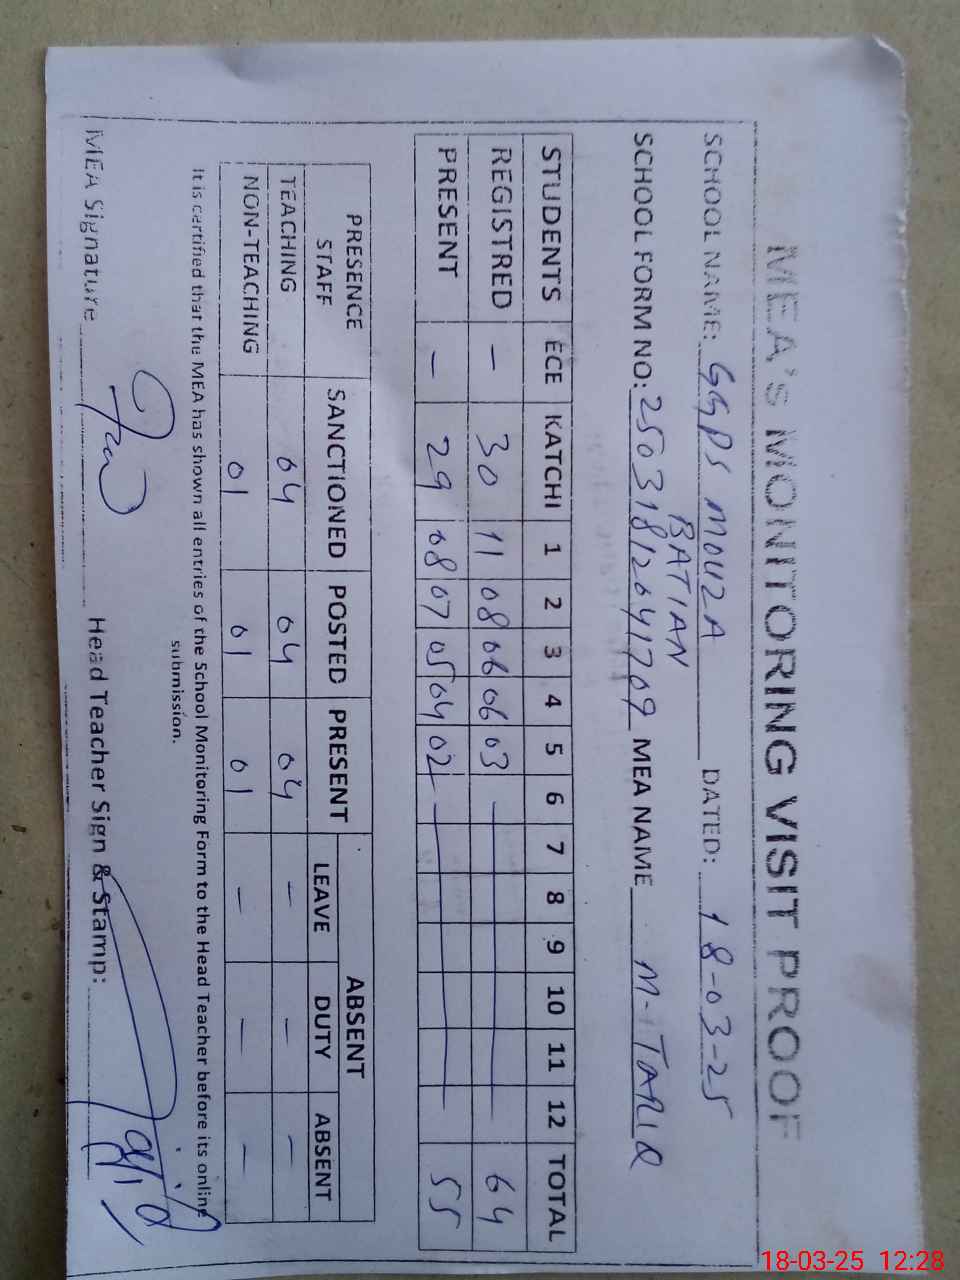 MEA's MONITORING VISIT PROOF
SCHOOL NAME: GGPS MOUZA BATIAN DATED: 18-03-25
SCHOOL FORM NO: 25031812041709 MEA NAME M-TARIQ
STUDENTS ECE KATCHI 1 2 3 4 5 6 7 8 9 10 11 12 TOTAL
REGISTRED - 30 11 08 06 06 03 64
PRESENT - 29 08 07 05 04 02 55
PRESENCE STAFF SANCTIONED POSTED PRESENT ABSENT
LEAVE DUTY ABSENT
TEACHING 04 04 04 - - -
NON-TEACHING 01 01 01 - - -
It is certified that the MEA has shown all entries of the School Monitoring Form to the Head Teacher before its online
submission.
MEA Signature Head Teacher Sign & Stamp:
18-03-25 12:28